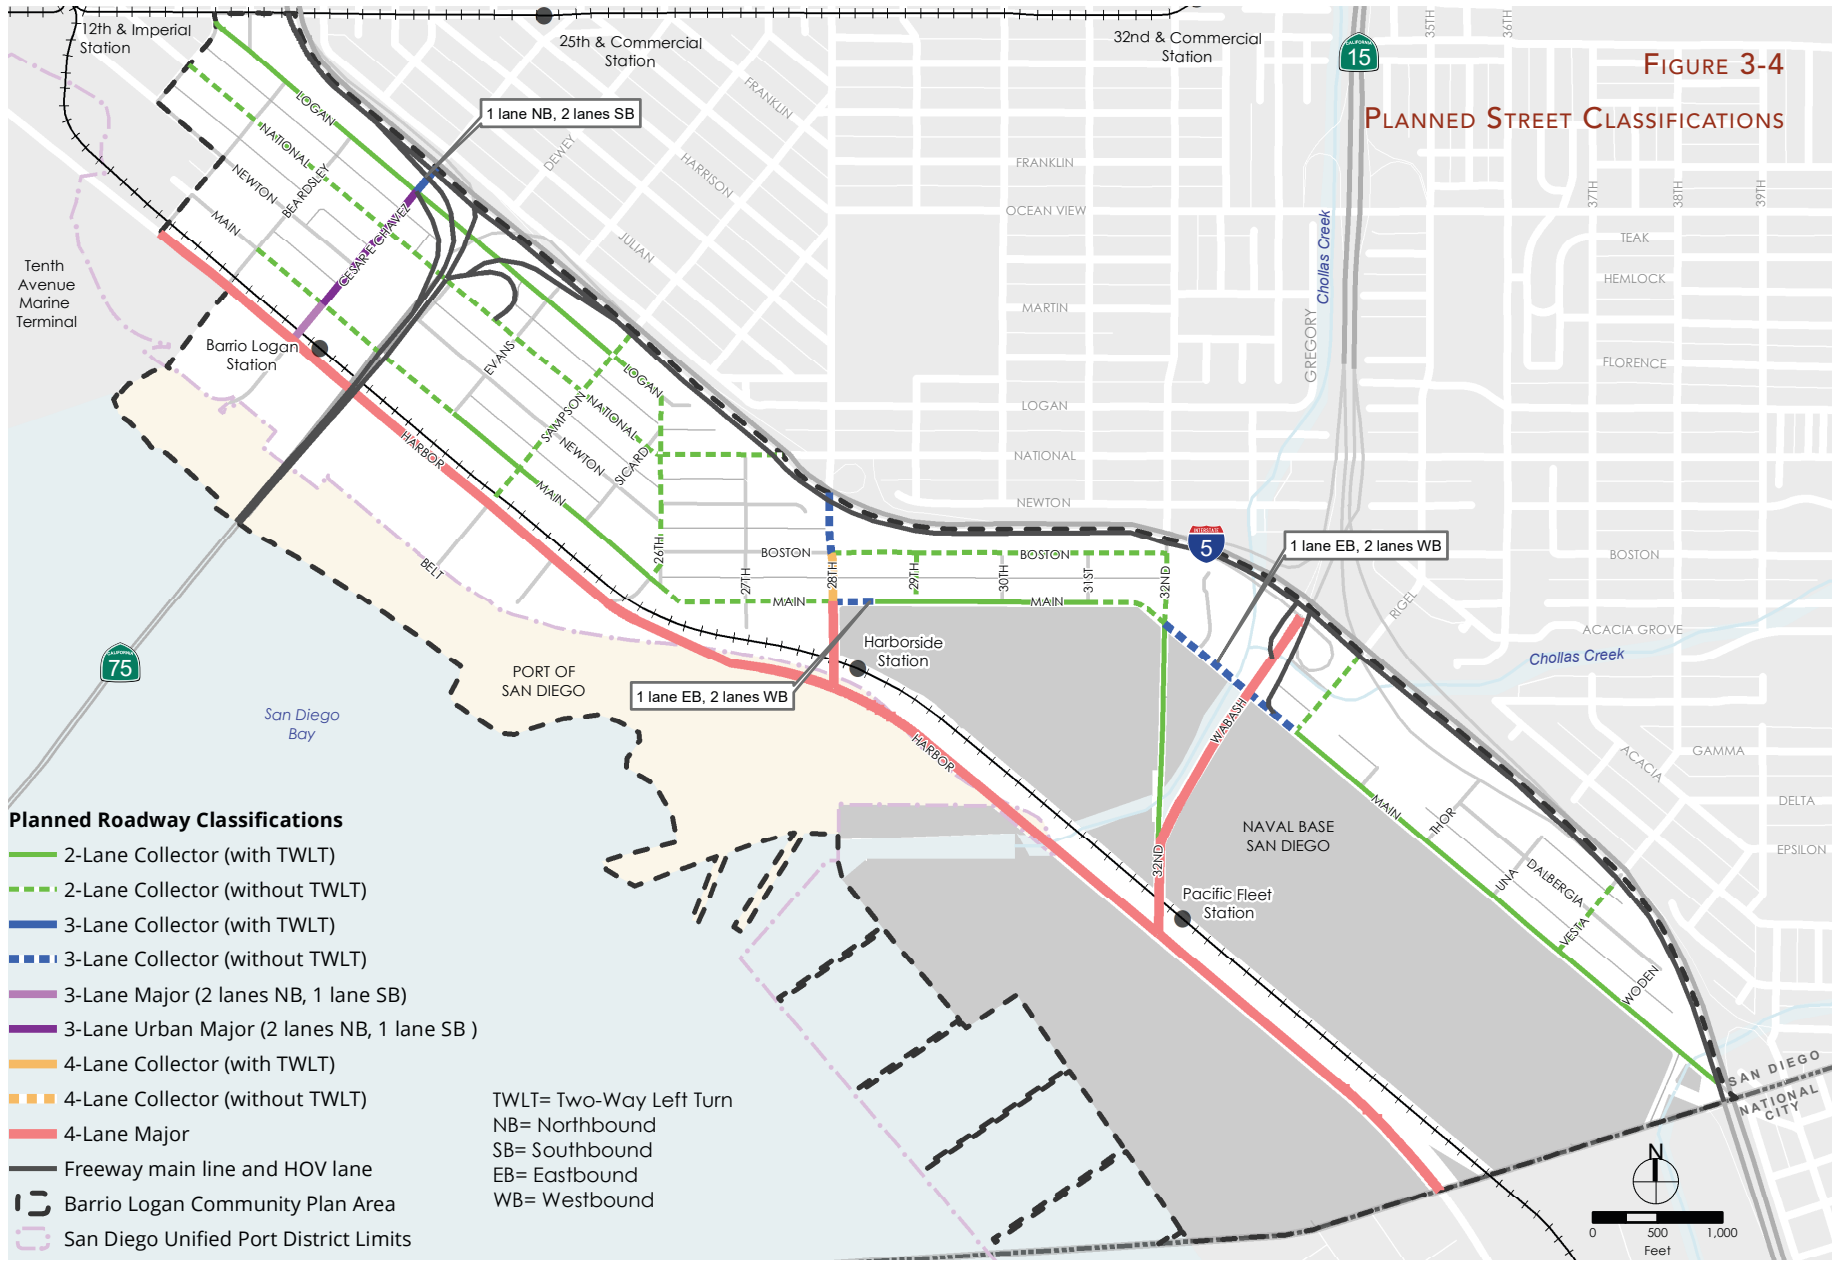 FIGURE 3-4
PLANNED STREET CLASSIFICATIONS
12th & Imperial
Station
25th & Commercial
Station
32nd & Commercial
Station
CALIFORNIA
15
35TH
36TH
37TH
38TH
39TH
1 lane NB, 2 lanes SB
LOGAN
NATIONAL
NEWTON
BEARDSLEY
MAIN
CESAR E CHAVEZ
FRANKLIN
DEWEY
HARRISON
JULIAN
FRANKLIN
OCEAN VIEW
MARTIN
LOGAN
NATIONAL
NEWTON
Chollas Creek
GREGORY
TEAK
HEMLOCK
FLORENCE
BOSTON
ACACIA GROVE
Chollas Creek
RIGEL
ACACIA
GAMMA
DELTA
EPSILON
Tenth
Avenue
Marine
Terminal
Barrio Logan
Station
EVANS
LOGAN
SAMPSON
NATIONAL
NEWTON
SICARD
HARBOR
MAIN
BELT
26TH
27TH
28TH
29TH
30TH
31ST
32ND
BOSTON
BOSTON
MAIN
MAIN
INTERSTATE
5
1 lane EB, 2 lanes WB
Harborside
Station
1 lane EB, 2 lanes WB
PORT OF
SAN DIEGO
CALIFORNIA
75
San Diego
Bay
HARBOR
WABASH
32ND
NAVAL BASE
SAN DIEGO
Pacific Fleet
Station
MAIN
THOR
UNA
DALBERGIA
VESTA
WODEN
SAN DIEGO
NATIONAL
CITY
Planned Roadway Classifications
2-Lane Collector (with TWLT)
2-Lane Collector (without TWLT)
3-Lane Collector (with TWLT)
3-Lane Collector (without TWLT)
3-Lane Major (2 lanes NB, 1 lane SB)
3-Lane Urban Major (2 lanes NB, 1 lane SB )
4-Lane Collector (with TWLT)
4-Lane Collector (without TWLT)
4-Lane Major
Freeway main line and HOV lane
Barrio Logan Community Plan Area
San Diego Unified Port District Limits
TWLT= Two-Way Left Turn
NB= Northbound
SB= Southbound
EB= Eastbound
WB= Westbound
N
0 500 1,000
Feet